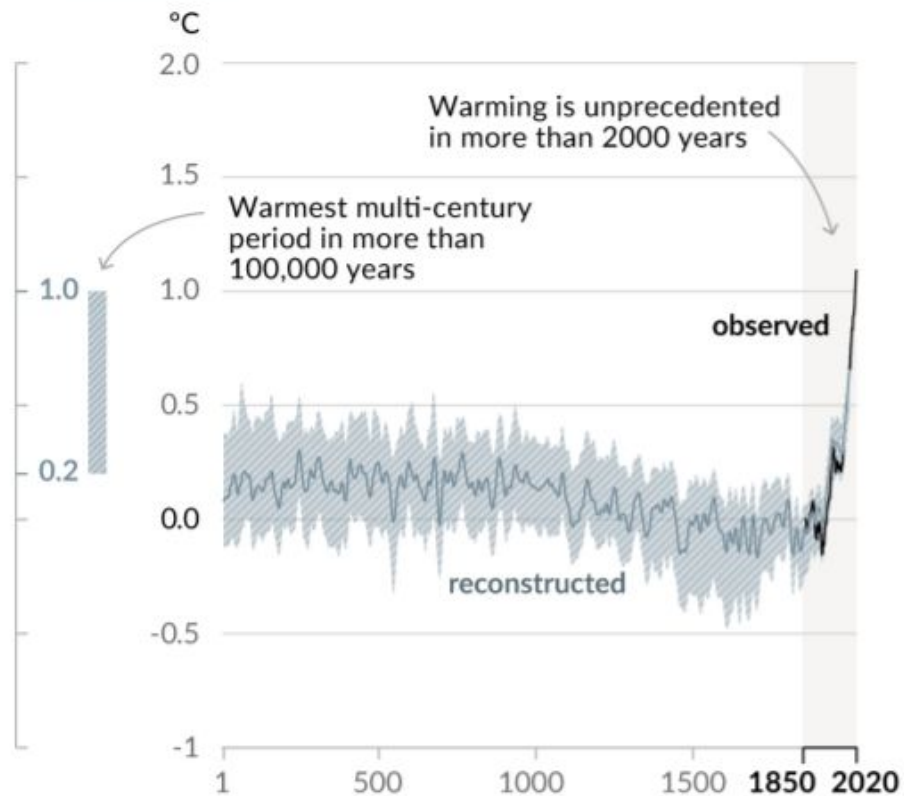 °C
2.0
Warming is unprecedented
in more than 2000 years
1.5
Warmest multi-century
period in more than
100,000 years
1.0
1.0
observed
0.5
0.2
0.0
reconstructed
-0.5
-1
1 500 1000 1500 1850 2020